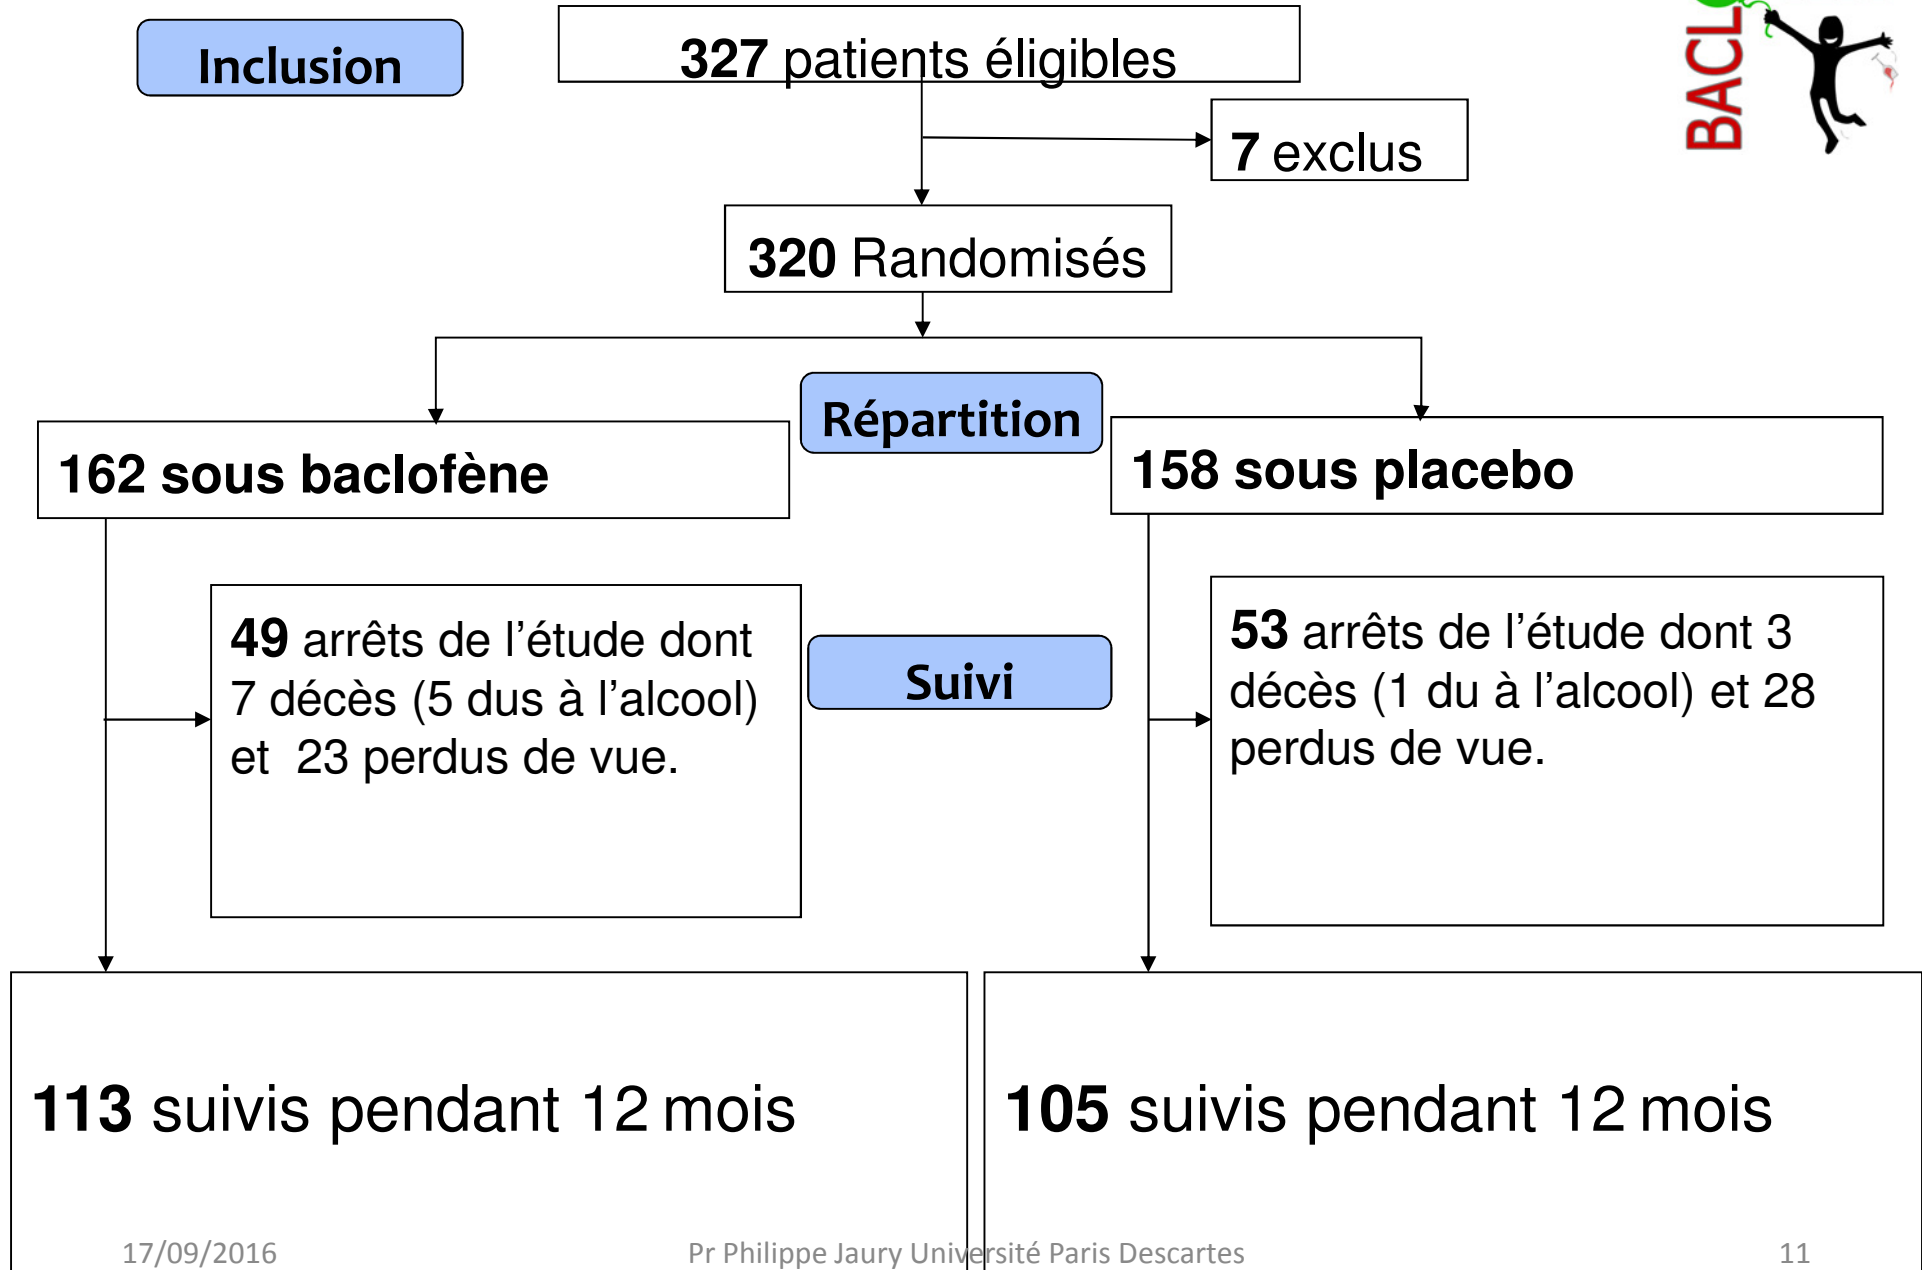 Inclusion
327 patients éligibles
BACL
7 exclus
320 Randomisés
Répartition
162 sous baclofène
158 sous placebo
49 arrêts de l’étude dont
7 décès (5 dus à l’alcool)
et 23 perdus de vue.
Suivi
53 arrêts de l’étude dont 3
décès (1 du à l’alcool) et 28
perdus de vue.
113 suivis pendant 12 mois
105 suivis pendant 12 mois
17/09/2016
Pr Philippe Jaury Université Paris Descartes
11